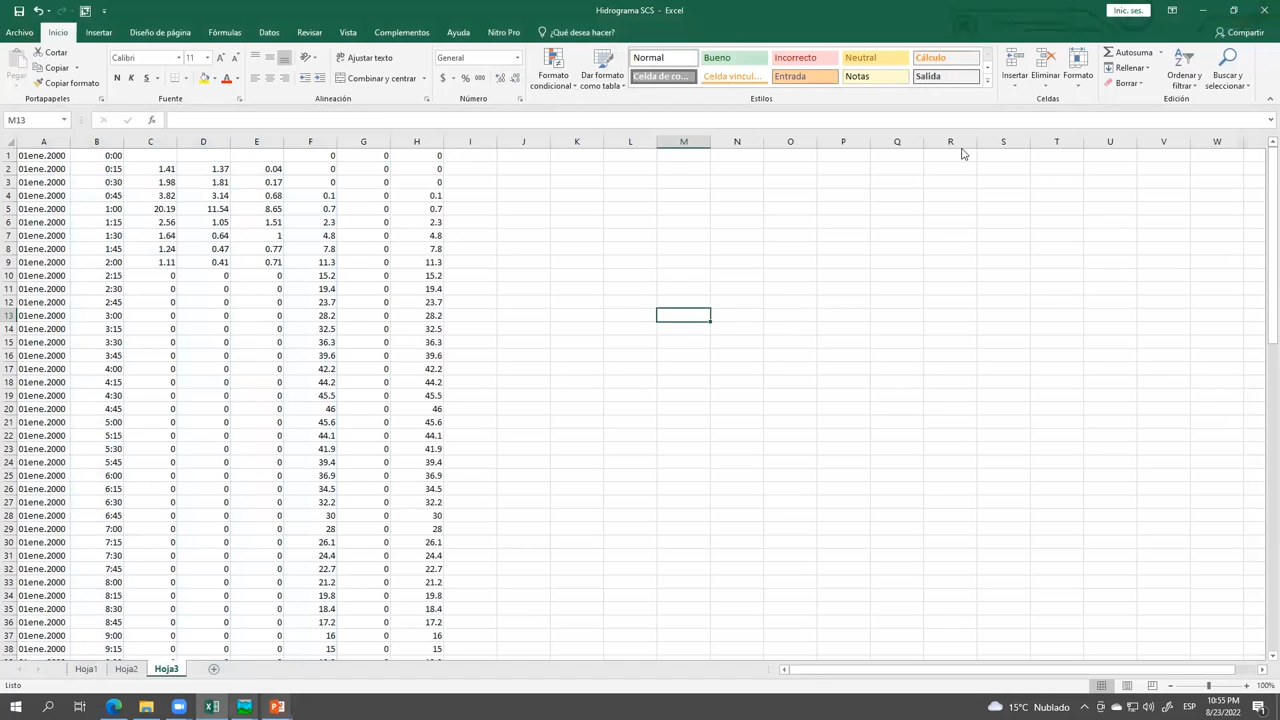 Hidrograma SCS - Excel
Inic. ses.
Archivo Inicio Insertar Diseño de página Fórmulas Datos Revisar Vista Complementos Ayuda Nitro Pro ¿Qué desea hacer? Compartir
Pegar
Cortar
Copiar
Copiar formato
Portapapeles
Calibri 11
N K S
Fuente
Ajustar texto
Combinar y centrar
Alineación
General
$ % 000
Número
Formato condicional
Dar formato como tabla
Normal Bueno Incorrecto Neutral Cálculo
Celda de co... Celda vincul... Entrada Notas Salida
Estilos
Insertar Eliminar Formato
Celdas
Autosuma
Rellenar
Borrar
Ordenar y filtrar
Buscar y seleccionar
Edición
M13 fx
A B C D E F G H I J K L M N O P Q R S T U V W
1 01ene.2000 0:00 0 0 0
2 01ene.2000 0:15 1.41 1.37 0.04 0 0 0
3 01ene.2000 0:30 1.98 1.81 0.17 0 0 0
4 01ene.2000 0:45 3.82 3.14 0.68 0.1 0 0.1
5 01ene.2000 1:00 20.19 11.54 8.65 0.7 0 0.7
6 01ene.2000 1:15 2.56 1.05 1.51 2.3 0 2.3
7 01ene.2000 1:30 1.64 0.64 1 4.8 0 4.8
8 01ene.2000 1:45 1.24 0.47 0.77 7.8 0 7.8
9 01ene.2000 2:00 1.11 0.41 0.71 11.3 0 11.3
10 01ene.2000 2:15 0 0 0 15.2 0 15.2
11 01ene.2000 2:30 0 0 0 19.4 0 19.4
12 01ene.2000 2:45 0 0 0 23.7 0 23.7
13 01ene.2000 3:00 0 0 0 28.2 0 28.2
14 01ene.2000 3:15 0 0 0 32.5 0 32.5
15 01ene.2000 3:30 0 0 0 36.3 0 36.3
16 01ene.2000 3:45 0 0 0 39.6 0 39.6
17 01ene.2000 4:00 0 0 0 42.2 0 42.2
18 01ene.2000 4:15 0 0 0 44.2 0 44.2
19 01ene.2000 4:30 0 0 0 45.5 0 45.5
20 01ene.2000 4:45 0 0 0 46 0 46
21 01ene.2000 5:00 0 0 0 45.6 0 45.6
22 01ene.2000 5:15 0 0 0 44.1 0 44.1
23 01ene.2000 5:30 0 0 0 41.9 0 41.9
24 01ene.2000 5:45 0 0 0 39.4 0 39.4
25 01ene.2000 6:00 0 0 0 36.9 0 36.9
26 01ene.2000 6:15 0 0 0 34.5 0 34.5
27 01ene.2000 6:30 0 0 0 32.2 0 32.2
28 01ene.2000 6:45 0 0 0 30 0 30
29 01ene.2000 7:00 0 0 0 28 0 28
30 01ene.2000 7:15 0 0 0 26.1 0 26.1
31 01ene.2000 7:30 0 0 0 24.4 0 24.4
32 01ene.2000 7:45 0 0 0 22.7 0 22.7
33 01ene.2000 8:00 0 0 0 21.2 0 21.2
34 01ene.2000 8:15 0 0 0 19.8 0 19.8
35 01ene.2000 8:30 0 0 0 18.4 0 18.4
36 01ene.2000 8:45 0 0 0 17.2 0 17.2
37 01ene.2000 9:00 0 0 0 16 0 16
38 01ene.2000 9:15 0 0 0 15 0 15
Hoja1 Hoja2 Hoja3
Listo
100%
15°C Nublado
ESP
10:55 PM
8/23/2022